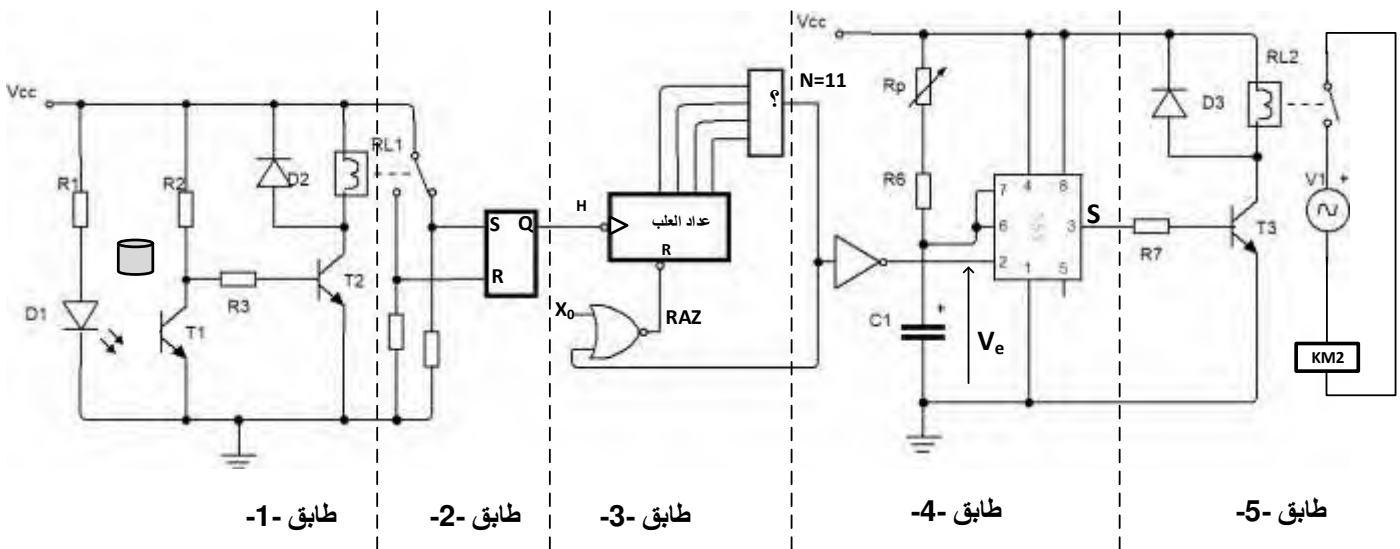 Vcc
R1
R2
D2
RL1
D1
T1
R3
T2
S Q
R
H
عداد العلب
R
؟
N=11
X₀
RAZ
Vcc
Rp
R6
C1
+
Vₑ
7
6
2
4
8
3
1
5
S
R7
D3
RL2
T3
V1
+
KM2
طابق -1-
طابق -2-
طابق -3-
طابق -4-
طابق -5-